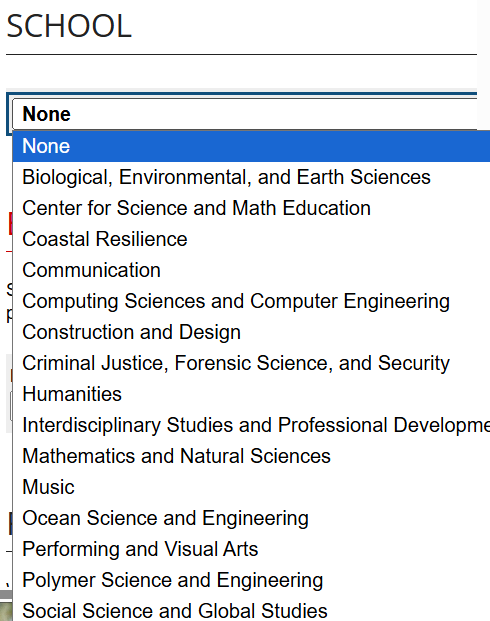 SCHOOL
None
None
Biological, Environmental, and Earth Sciences
Center for Science and Math Education
Coastal Resilience
Communication
Computing Sciences and Computer Engineering
Construction and Design
Criminal Justice, Forensic Science, and Security
Humanities
Interdisciplinary Studies and Professional Developme
Mathematics and Natural Sciences
Music
Ocean Science and Engineering
Performing and Visual Arts
Polymer Science and Engineering
Social Science and Global Studies